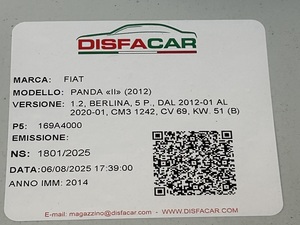 DISFACAR
MARCA: FIAT
MODELLO: PANDA «II» (2012)
VERSIONE: 1.2, BERLINA, 5 P., DAL 2012-01 AL
2020-01, CM3 1242, CV 69, KW. 51 (B)
P5: 169A4000
EMISSIONE:
NS: 1801/2025
DATA:06/08/2025 17:39:00
ANNO IMM: 2014
E-mail: magazzino@disfacar.com - WWW.DISFACAR.COM